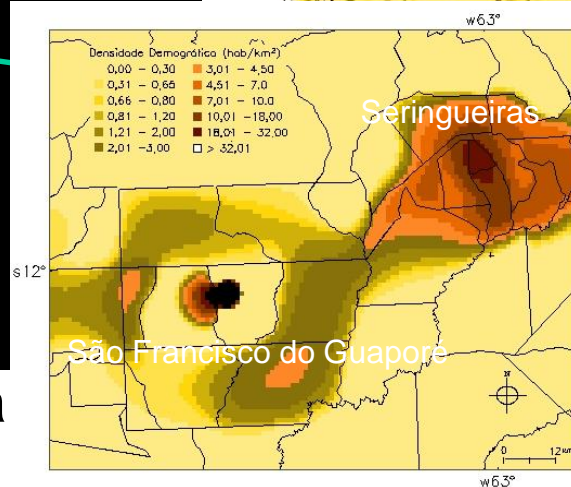 w63°
Densidade Demográfica (hab/km²)
0,00 - 0,30
0,31 - 0,65
0,66 - 0,80
0,81 - 1,20
1,21 - 2,00
2,01 -3,00
3,01 - 4,50
4,51 - 7.0
7,01 - 10.0
10,01 -18,00
18,01 - 32,00
> 32,01
Seringueiras
s12°
São Francisco do Guaporé
N
0 12 km
w63°